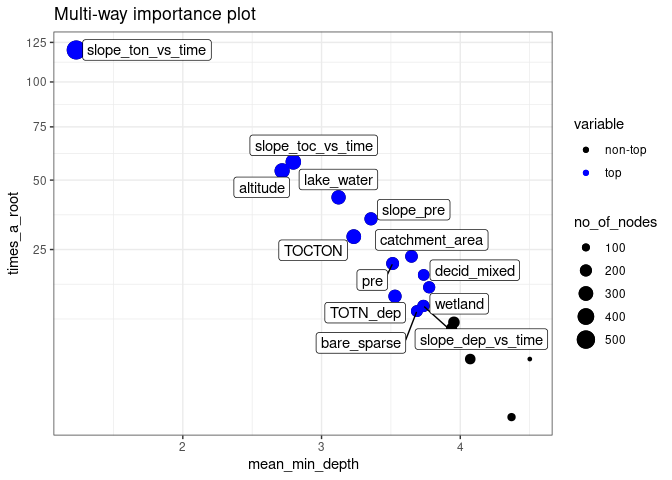 Multi-way importance plot
125
100
75
50
25
times_a_root
slope_ton_vs_time
slope_toc_vs_time
lake_water
altitude
slope_pre
catchment_area
TOCTON
decid_mixed
pre
wetland
TOTN_dep
slope_dep_vs_time
bare_sparse
2
3
4
mean_min_depth
variable
non-top
top
no_of_nodes
100
200
300
400
500